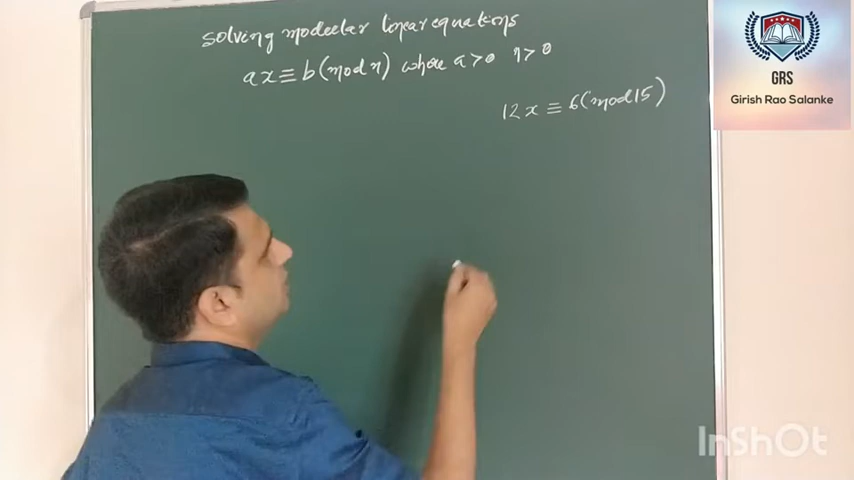 solving modular linear equations
ax ≡ b (mod n) where a > 0 n > 0
12x ≡ 6 (mod 15)
GRS
Girish Rao Salanke
InShOt